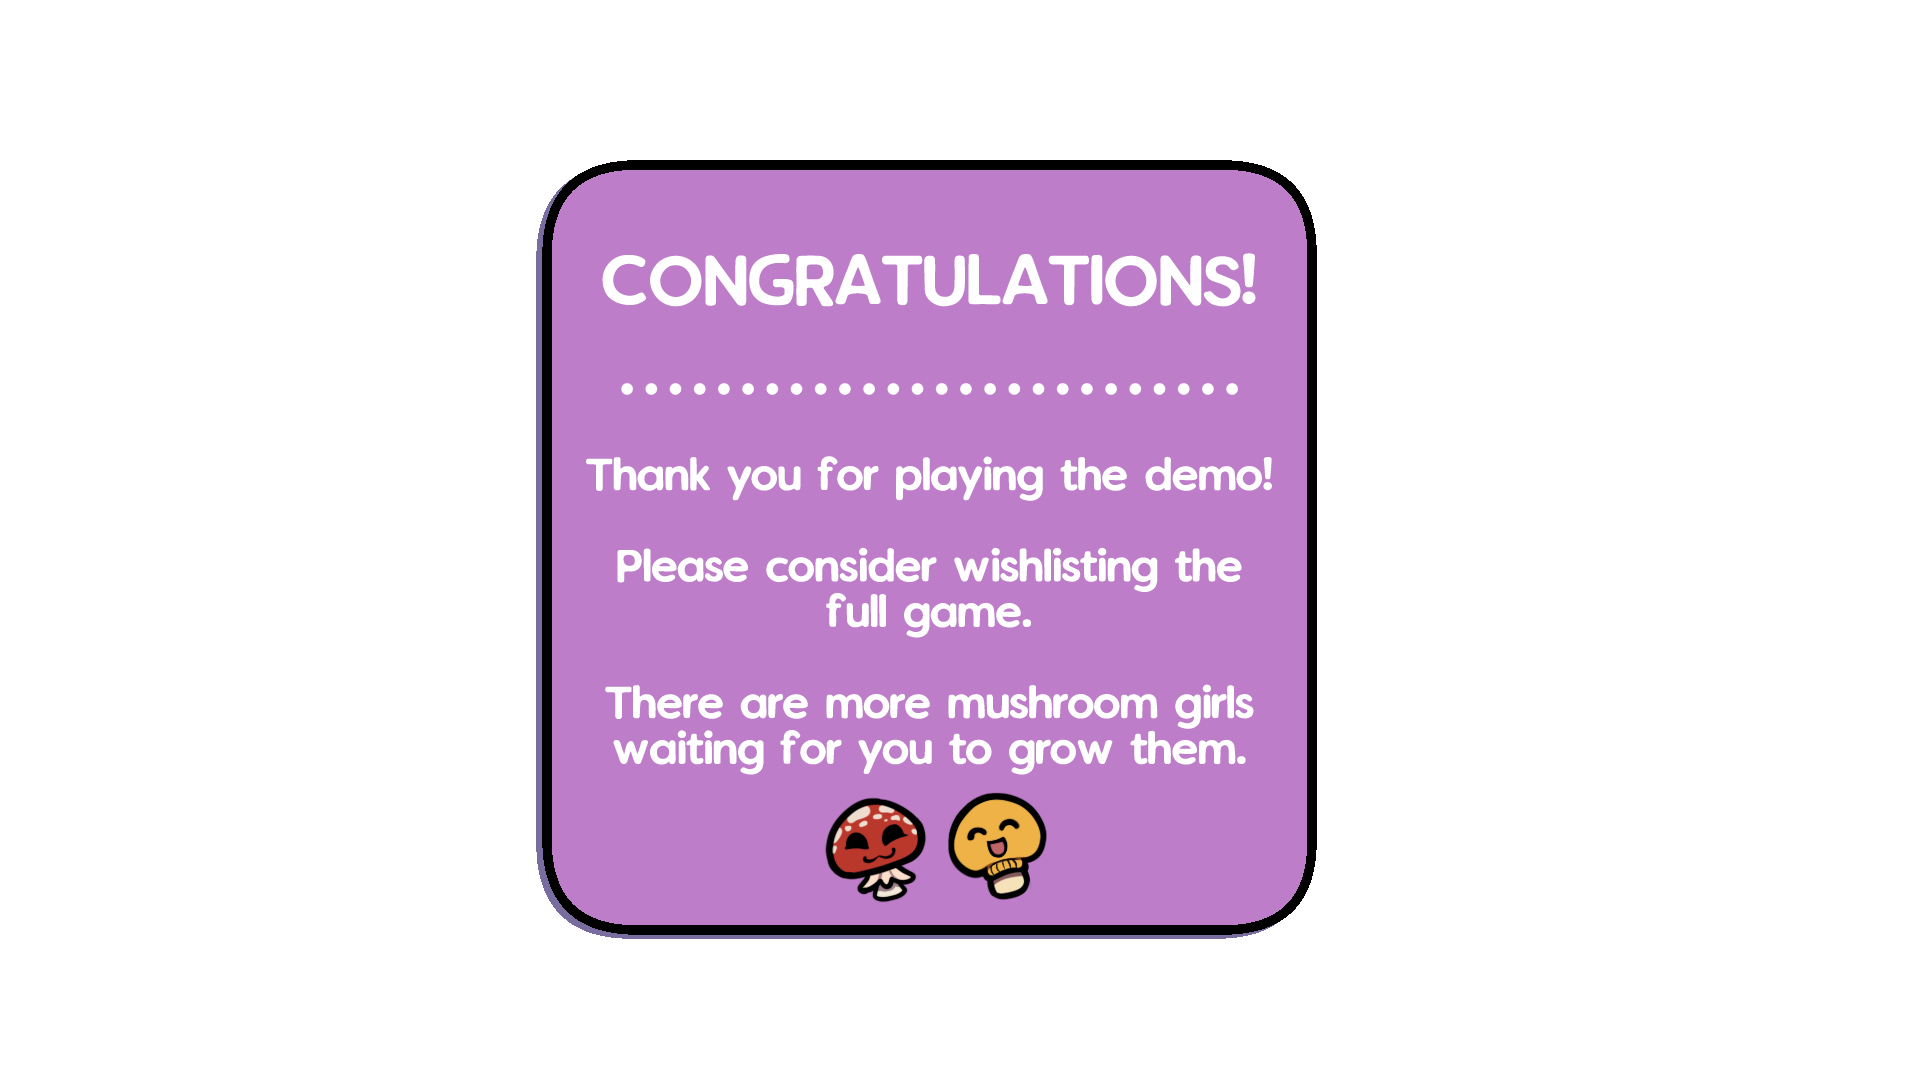 CONGRATULATIONS!
Thank you for playing the demo!
Please consider wishlisting the
full game.
There are more mushroom girls
waiting for you to grow them.